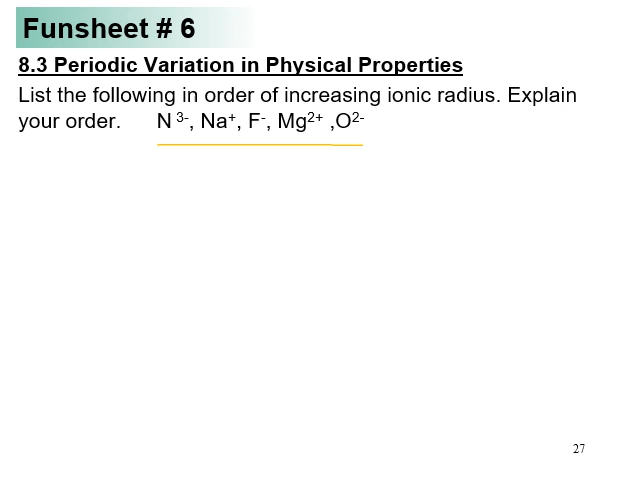 Funsheet # 6
8.3 Periodic Variation in Physical Properties
List the following in order of increasing ionic radius. Explain
your order. N ³⁻, Na⁺, F⁻, Mg²⁺ ,O²⁻
27